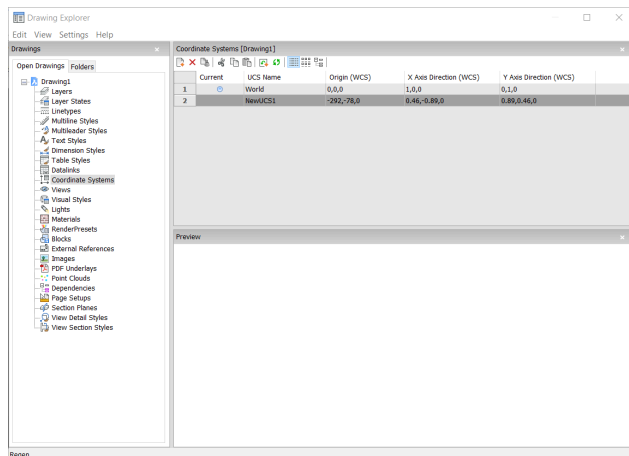 Drawing Explorer
Edit View Settings Help
Drawings
Open Drawings Folders
Drawing1
Layers
Layer States
Linetypes
Multiline Styles
Multileader Styles
Text Styles
Dimension Styles
Table Styles
Datalinks
Coordinate Systems
Views
Visual Styles
Lights
Materials
RenderPresets
Blocks
External References
Images
PDF Underlays
Point Clouds
Dependencies
Page Setups
Section Planes
View Detail Styles
View Section Styles
Coordinate Systems [Drawing1]
Current UCS Name Origin (WCS) X Axis Direction (WCS) Y Axis Direction (WCS)
1 World 0,0,0 1,0,0 0,1,0
2 NewUCS1 -292,-78,0 0.46,-0.89,0 0.89,0.46,0
Preview
Regen